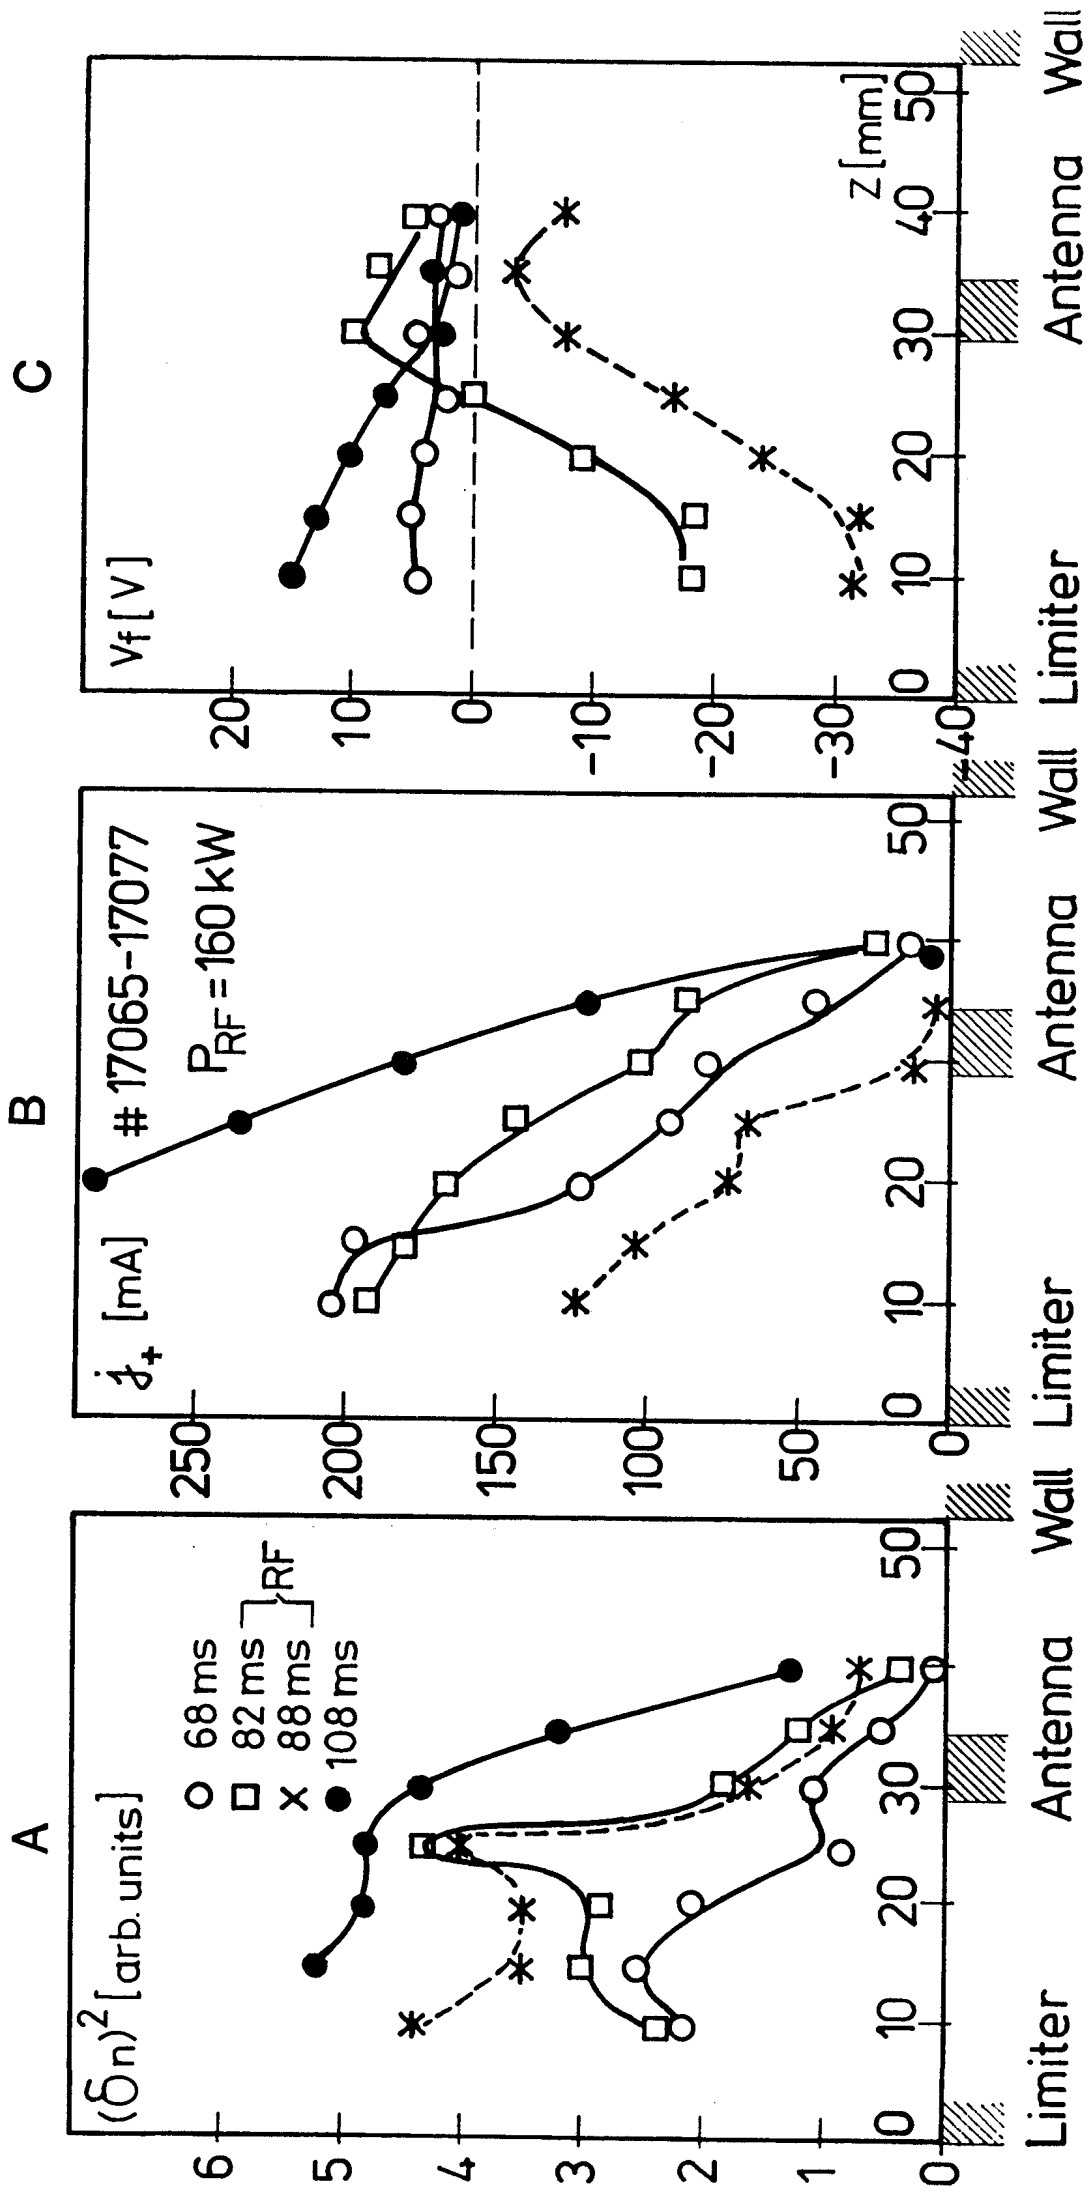 A
(δn)² [arb. units]
○ 68 ms
□ 82 ms
× 88 ms
RF
● 108 ms
6
5
4
3
2
1
0
0 10 20 30 50
Limiter Antenna Wall
B
j₊ [mA]
# 17065-17077
P_RF = 160 kW
250
200
150
100
50
0
0 10 20 50
Limiter Antenna Wall
C
V_f [V]
20
10
0
-10
-20
-30
-40
0 10 20 30 40 50
Z [mm]
Limiter Antenna Wall